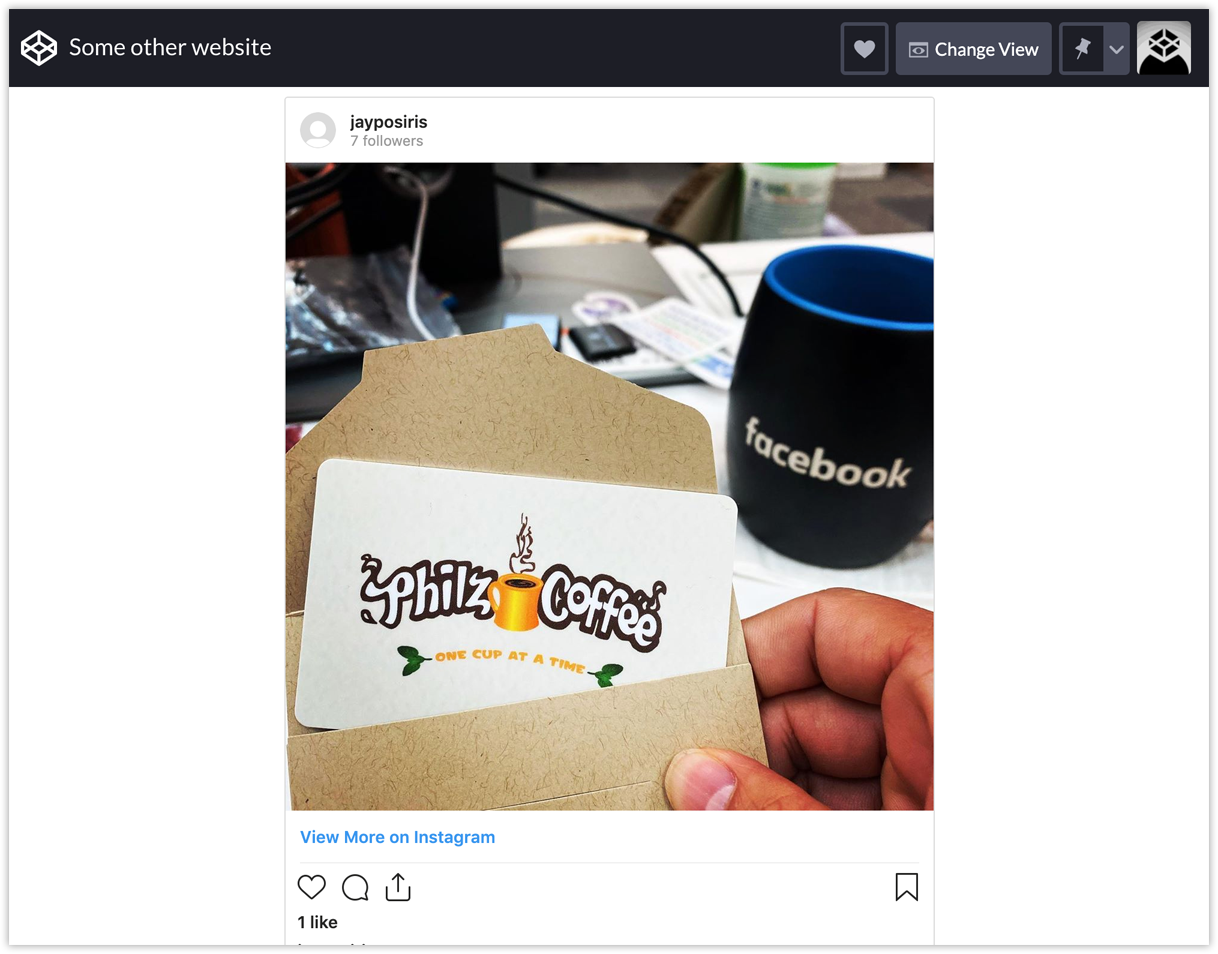 Some other website
Change View
jayposiris
7 followers
facebook
Philz Coffee
ONE CUP AT A TIME
View More on Instagram
1 like